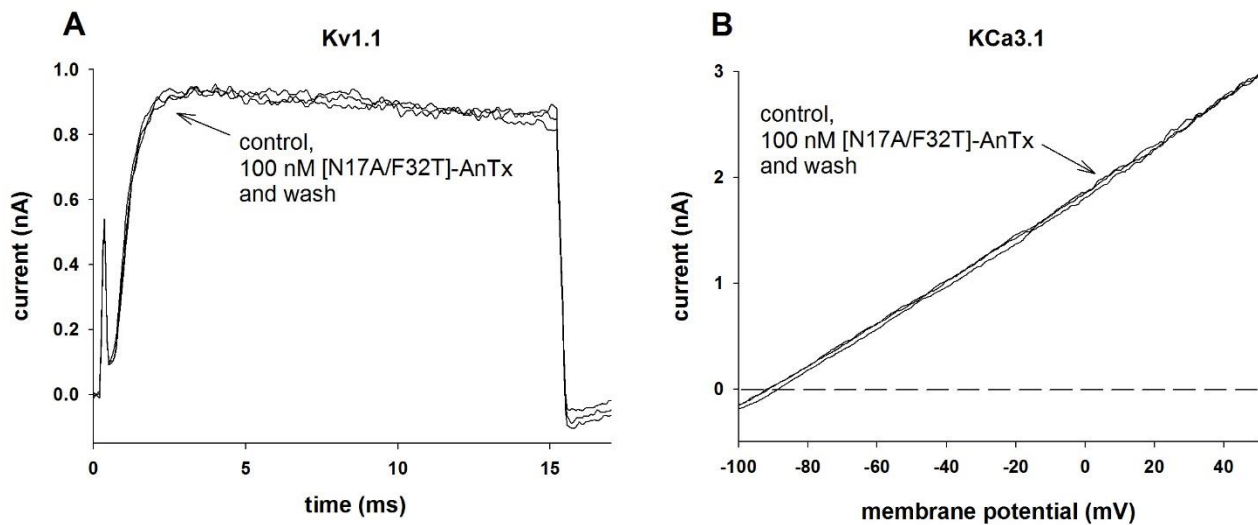 A
Kv1.1
current (nA)
1.0
0.8
0.6
0.4
0.2
0.0
control,
100 nM [N17A/F32T]-AnTx
and wash
0
5
10
15
time (ms)
B
KCa3.1
current (nA)
3
2
1
0
control,
100 nM [N17A/F32T]-AnTx
and wash
-100
-80
-60
-40
-20
0
20
40
membrane potential (mV)